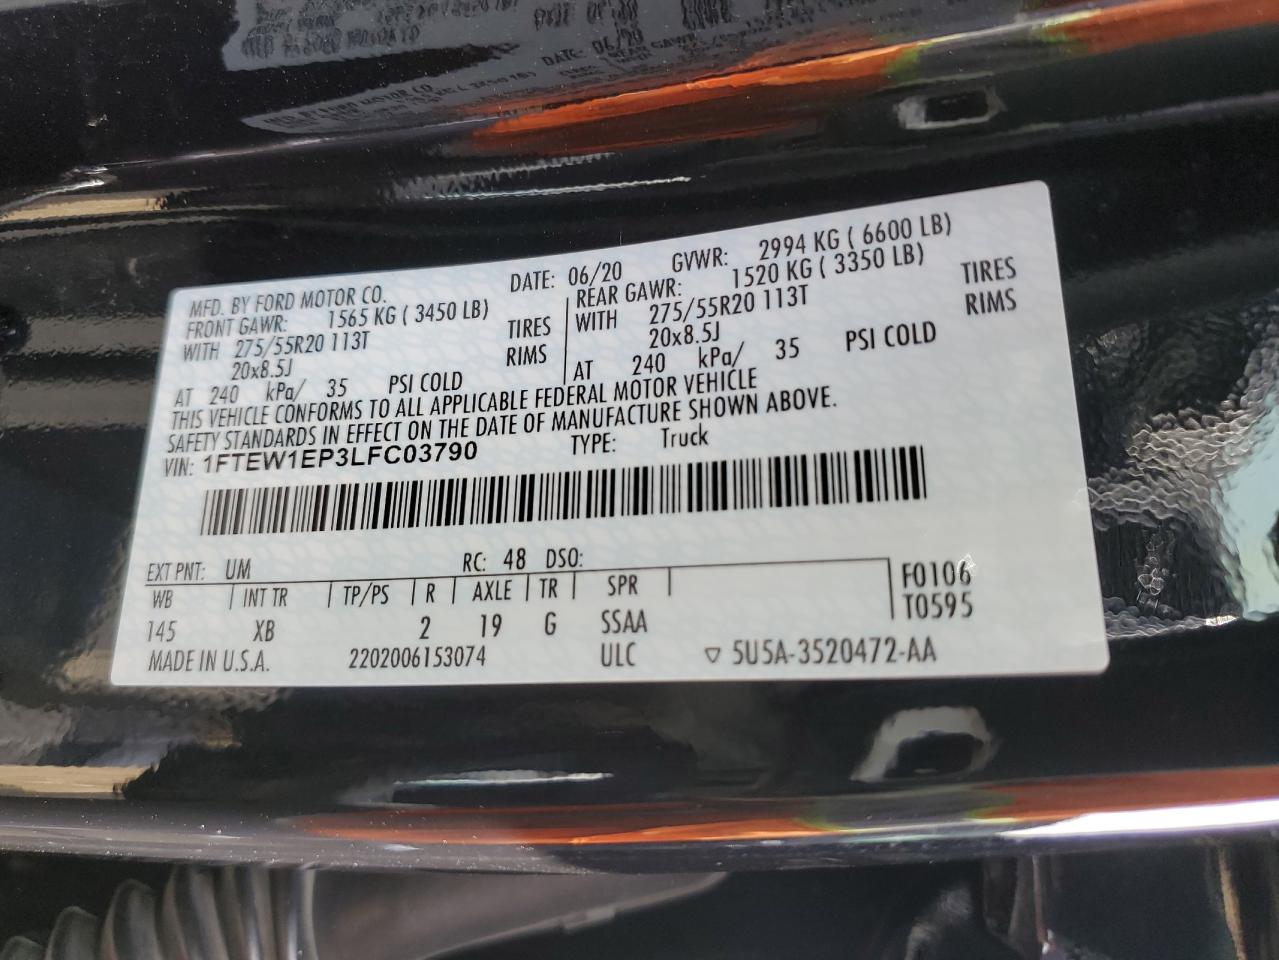 MFD. BY FORD MOTOR CO.
DATE: 06/20 GVWR: 2994 KG ( 6600 LB)
FRONT GAWR: 1565 KG ( 3450 LB)
WITH 275/55R20 113T TIRES
20x8.5J RIMS
AT 240 kPa/ 35 PSI COLD
REAR GAWR: 1520 KG ( 3350 LB)
WITH 275/55R20 113T TIRES
20x8.5J RIMS
AT 240 kPa/ 35 PSI COLD
THIS VEHICLE CONFORMS TO ALL APPLICABLE FEDERAL MOTOR VEHICLE
SAFETY STANDARDS IN EFFECT ON THE DATE OF MANUFACTURE SHOWN ABOVE.
VIN: 1FTEW1EP3LFC03790 TYPE: Truck
EXT PNT: UM RC: 48 DSO:
WB INT TR TP/PS R AXLE TR SPR F0106
145 XB 2 19 G SSAA T0595
MADE IN U.S.A. 2202006153074 ULC ▽ 5U5A-3520472-AA